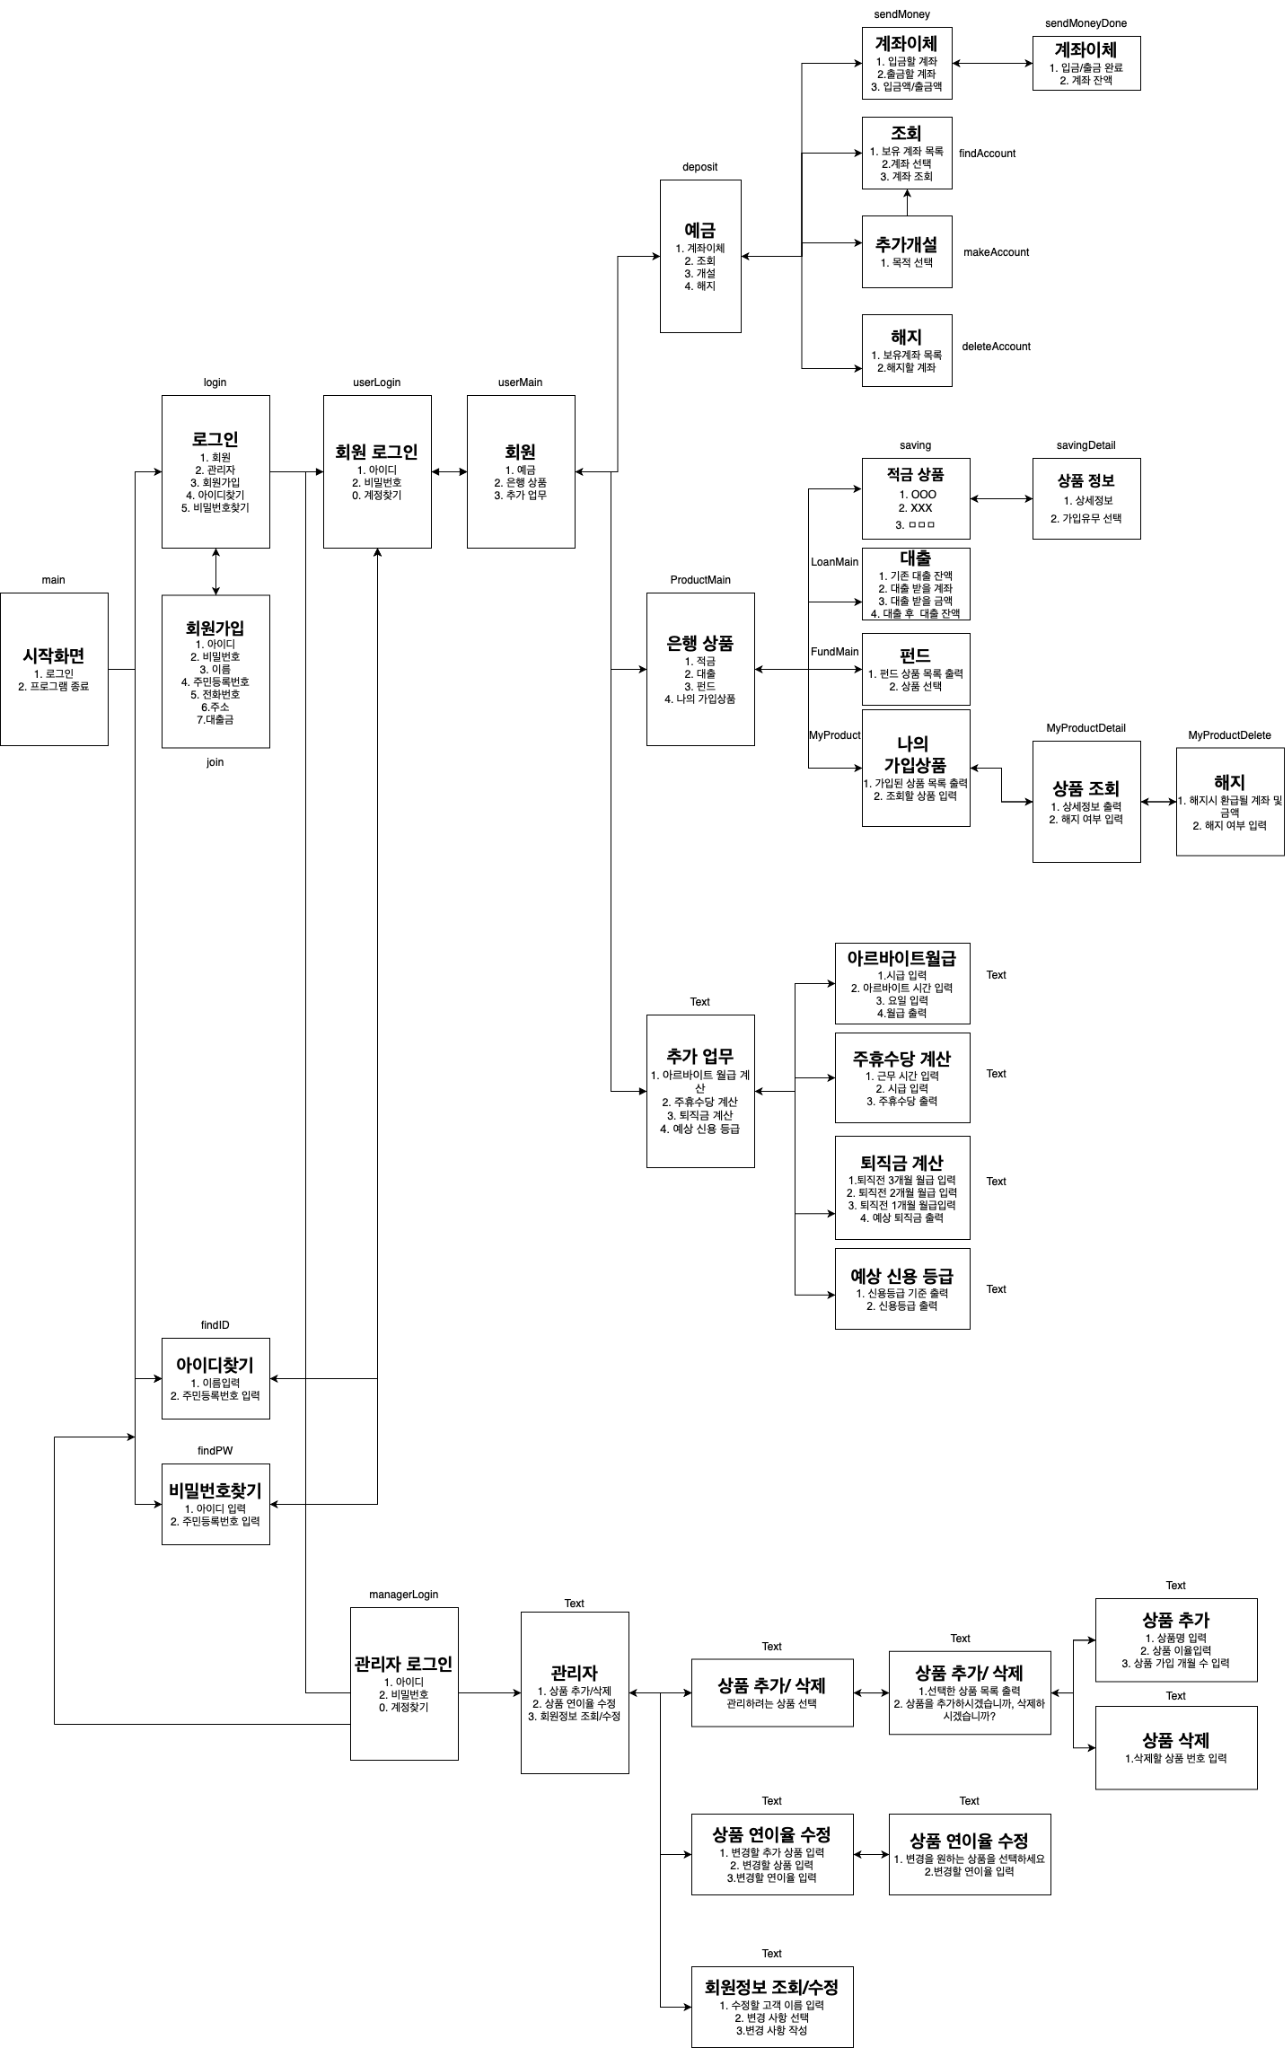 sendMoney
계좌이체
1. 입금할 계좌
2.출금할 계좌
3. 입금액/출금액
sendMoneyDone
계좌이체
1. 입금/출금 완료
2. 계좌 잔액
조회
1. 보유 계좌 목록
2.계좌 선택
3. 계좌 조회
findAccount
deposit
예금
1. 계좌이체
2. 조회
3. 개설
4. 해지
추가개설
1. 목적 선택
makeAccount
해지
1. 보유계좌 목록
2.해지할 계좌
deleteAccount
login
로그인
1. 회원
2. 관리자
3. 회원가입
4. 아이디찾기
5. 비밀번호찾기
userLogin
회원 로그인
1. 아이디
2. 비밀번호
0. 계정찾기
userMain
회원
1. 예금
2. 은행 상품
3. 추가 업무
saving
적금 상품
1. OOO
2. XXX
3. ㅁㅁㅁ
savingDetail
상품 정보
1. 상세정보
2. 가입유무 선택
main
시작화면
1. 로그인
2. 프로그램 종료
회원가입
1. 아이디
2. 비밀번호
3. 이름
4. 주민등록번호
5. 전화번호
6.주소
7.대출금
join
ProductMain
은행 상품
1. 적금
2. 대출
3. 펀드
4. 나의 가입상품
LoanMain
대출
1. 기존 대출 잔액
2. 대출 받을 계좌
3. 대출 받을 금액
4. 대출 후 대출 잔액
FundMain
펀드
1. 펀드 상품 목록 출력
2. 상품 선택
MyProduct
나의
가입상품
1. 가입된 상품 목록 출력
2. 조회할 상품 입력
MyProductDetail
상품 조회
1. 상세정보 출력
2. 해지 여부 입력
MyProductDelete
해지
1. 해지시 환급될 계좌 및
금액
2. 해지 여부 입력
Text
추가 업무
1. 아르바이트 월급 계
산
2. 주휴수당 계산
3. 퇴직금 계산
4. 예상 신용 등급
아르바이트월급
1.시급 입력
2. 아르바이트 시간 입력
3. 요일 입력
4.월급 출력
Text
주휴수당 계산
1. 근무 시간 입력
2. 시급 입력
3. 주휴수당 출력
Text
퇴직금 계산
1.퇴직전 3개월 월급 입력
2. 퇴직전 2개월 월급 입력
3. 퇴직전 1개월 월급입력
4. 예상 퇴직금 출력
Text
예상 신용 등급
1. 신용등급 기준 출력
2. 신용등급 출력
Text
findID
아이디찾기
1. 이름입력
2. 주민등록번호 입력
findPW
비밀번호찾기
1. 아이디 입력
2. 주민등록번호 입력
managerLogin
관리자 로그인
1. 아이디
2. 비밀번호
0. 계정찾기
Text
관리자
1. 상품 추가/삭제
2. 상품 연이율 수정
3. 회원정보 조회/수정
Text
상품 추가/ 삭제
관리하려는 상품 선택
Text
상품 추가/ 삭제
1.선택한 상품 목록 출력
2. 상품을 추가하시겠습니까, 삭제하
시겠습니까?
Text
상품 추가
1. 상품명 입력
2. 상품 이율입력
3. 상품 가입 개월 수 입력
Text
상품 삭제
1.삭제할 상품 번호 입력
Text
상품 연이율 수정
1. 변경할 추가 상품 입력
2. 변경할 상품 입력
3.변경할 연이율 입력
Text
상품 연이율 수정
1. 변경을 원하는 상품을 선택하세요
2.변경할 연이율 입력
Text
회원정보 조회/수정
1. 수정할 고객 이름 입력
2. 변경 사항 선택
3.변경 사항 작성